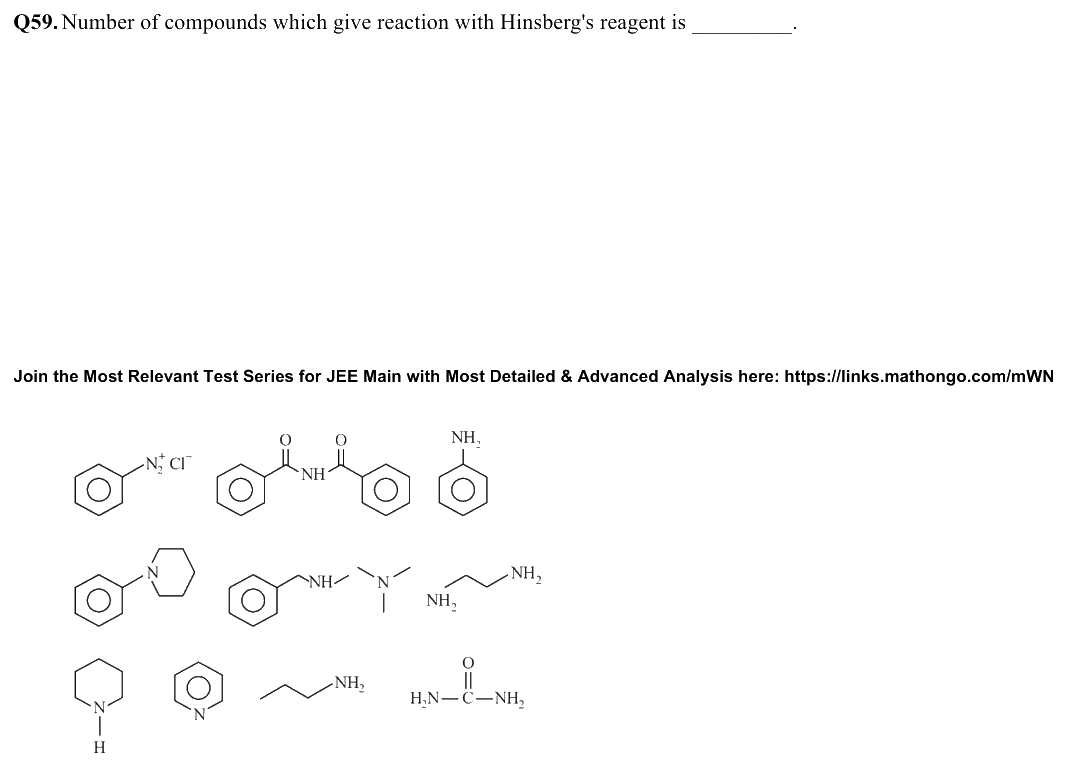 Q59. Number of compounds which give reaction with Hinsberg's reagent is _________.
Join the Most Relevant Test Series for JEE Main with Most Detailed & Advanced Analysis here: https://links.mathongo.com/mWN
N₂⁺ Cl⁻ O NH O NH₂
N NH N NH₂ NH₂
N H N NH₂ O H₂N—C—NH₂